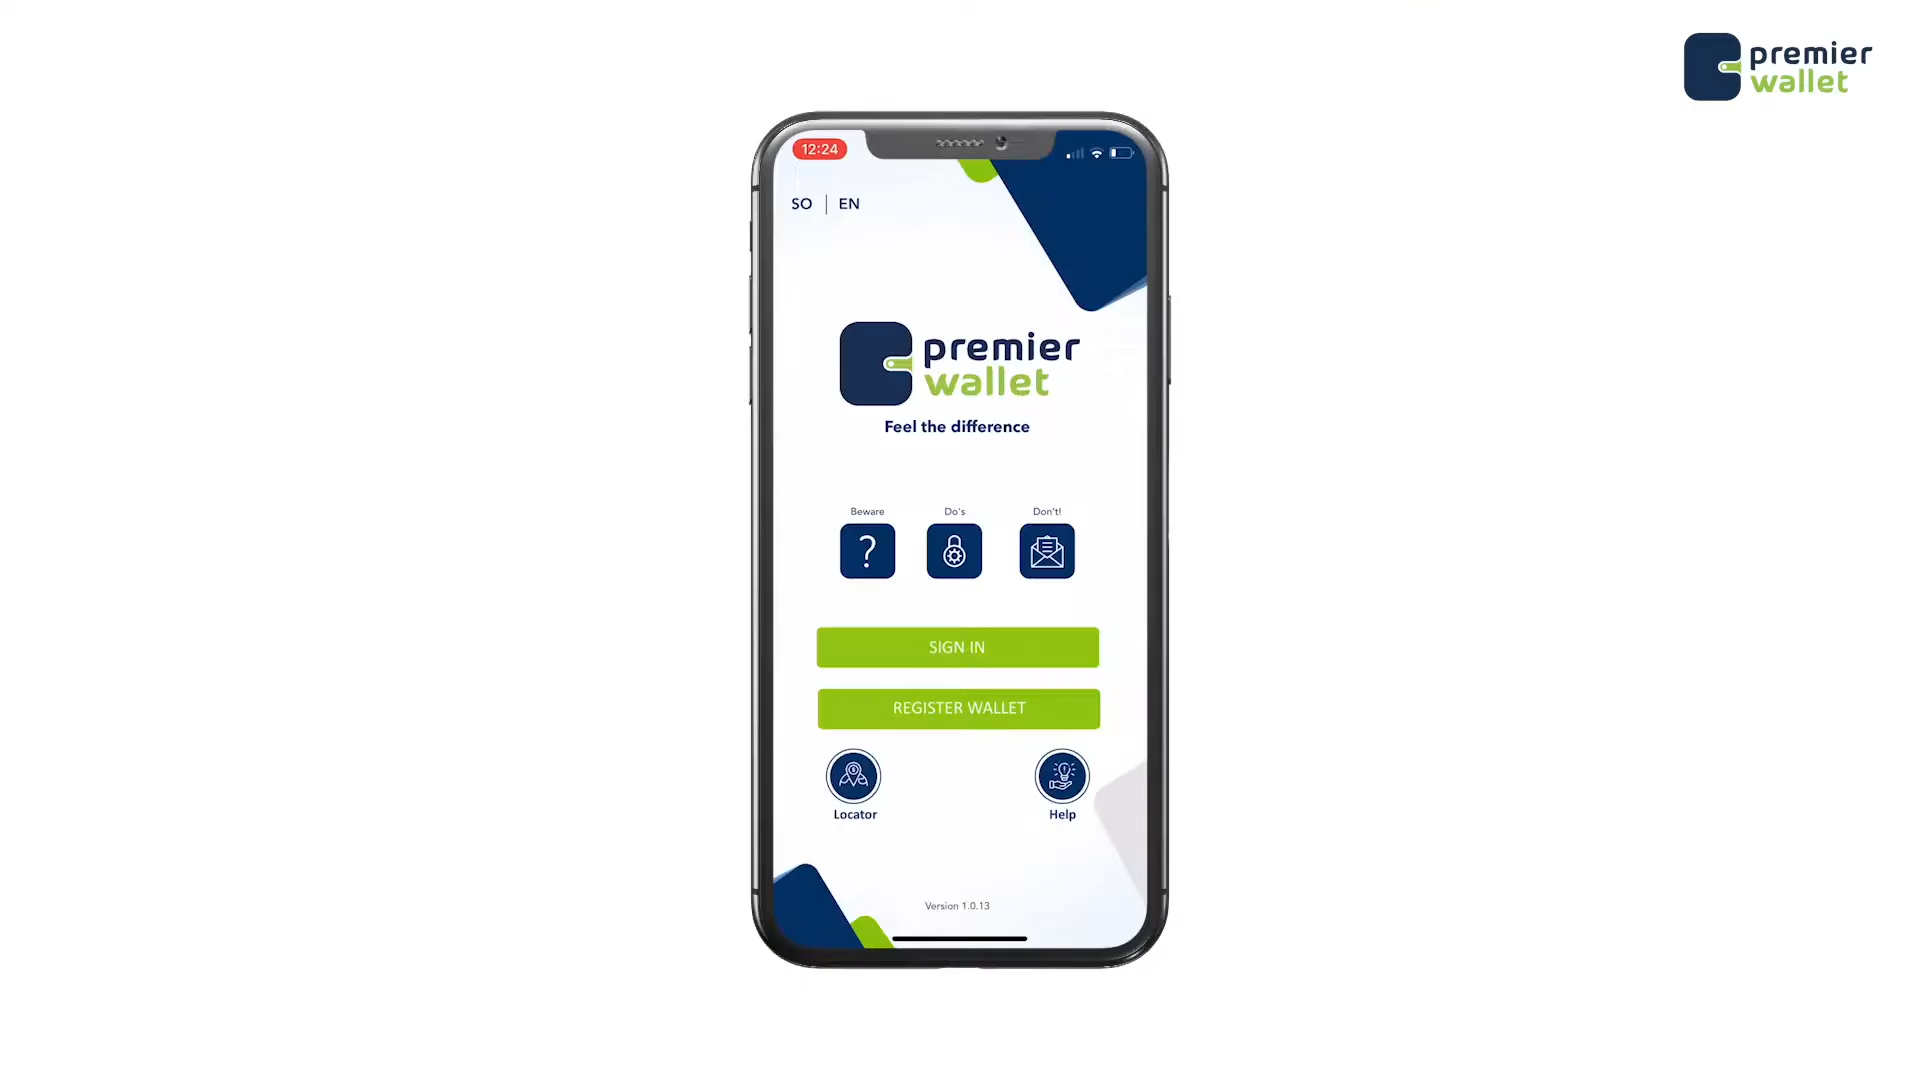 premier
wallet
12:24
SO | EN
premier
wallet
Feel the difference
Beware
Do's
Don't!
SIGN IN
REGISTER WALLET
Locator
Help
Version 1.0.13